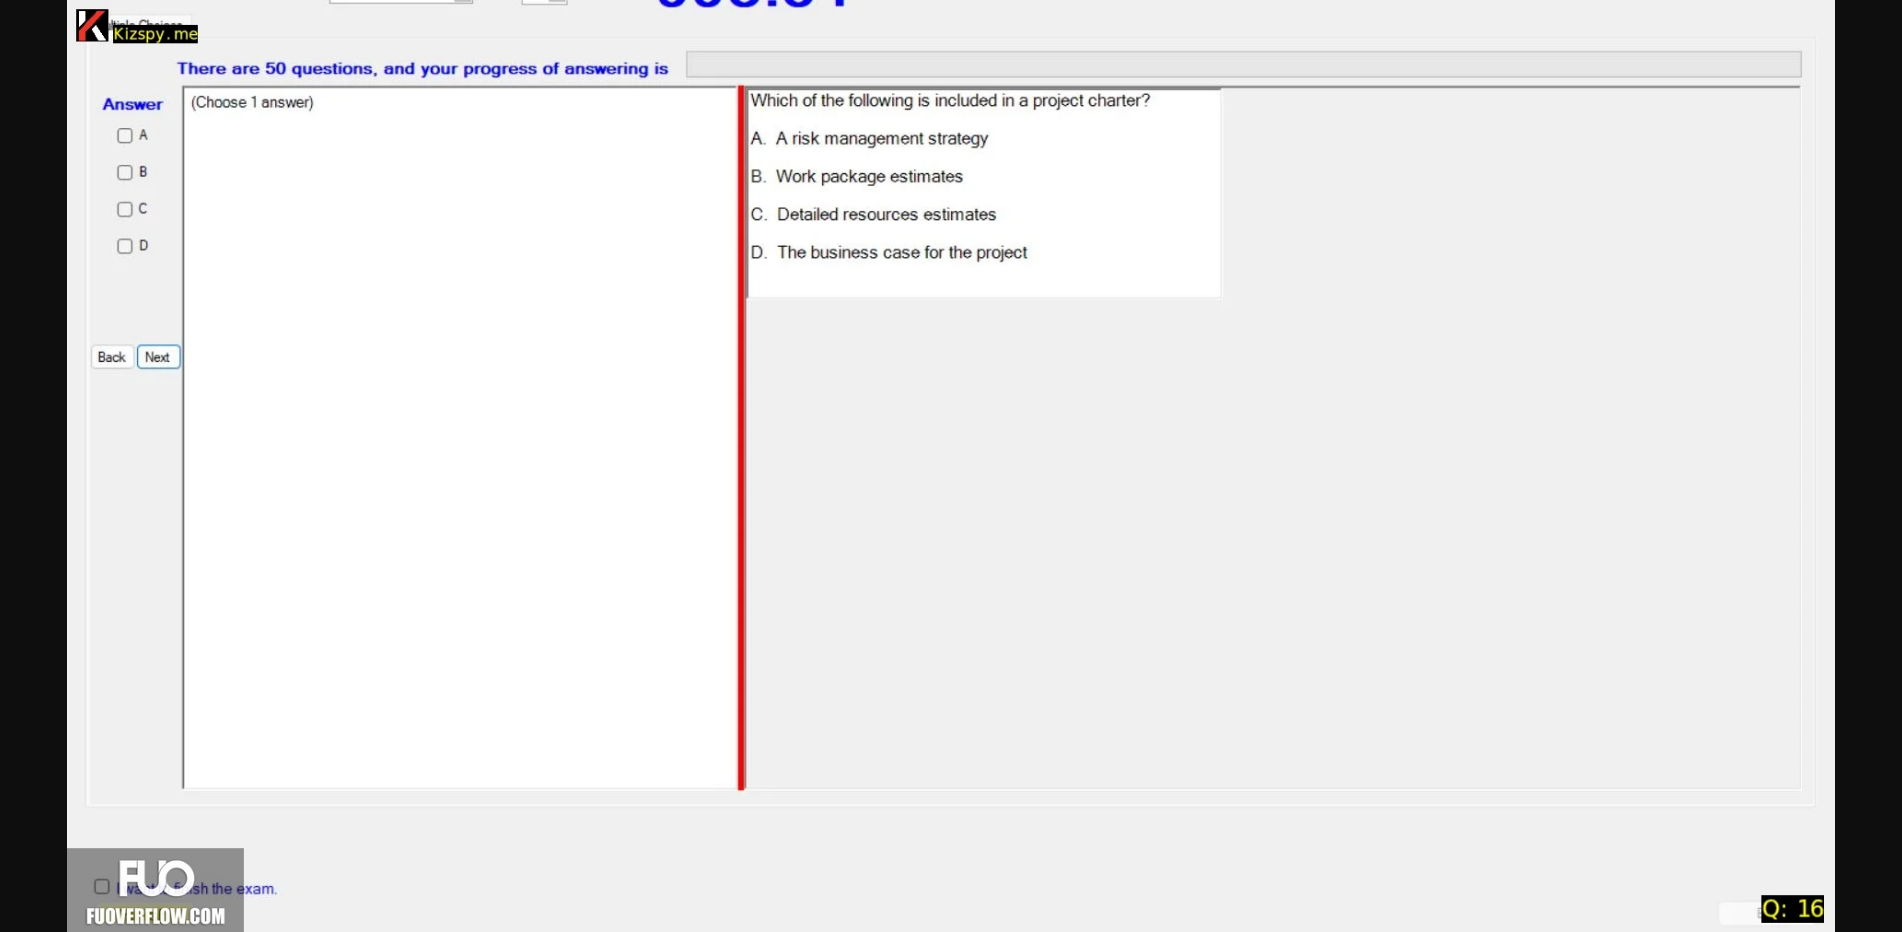 Kizspy.me
There are 50 questions, and your progress of answering is
Answer
(Choose 1 answer)
A
B
C
D
Back Next
Which of the following is included in a project charter?
A. A risk management strategy
B. Work package estimates
C. Detailed resources estimates
D. The business case for the project
FUO
finish the exam.
FUOVERFLOW.COM
Q: 16